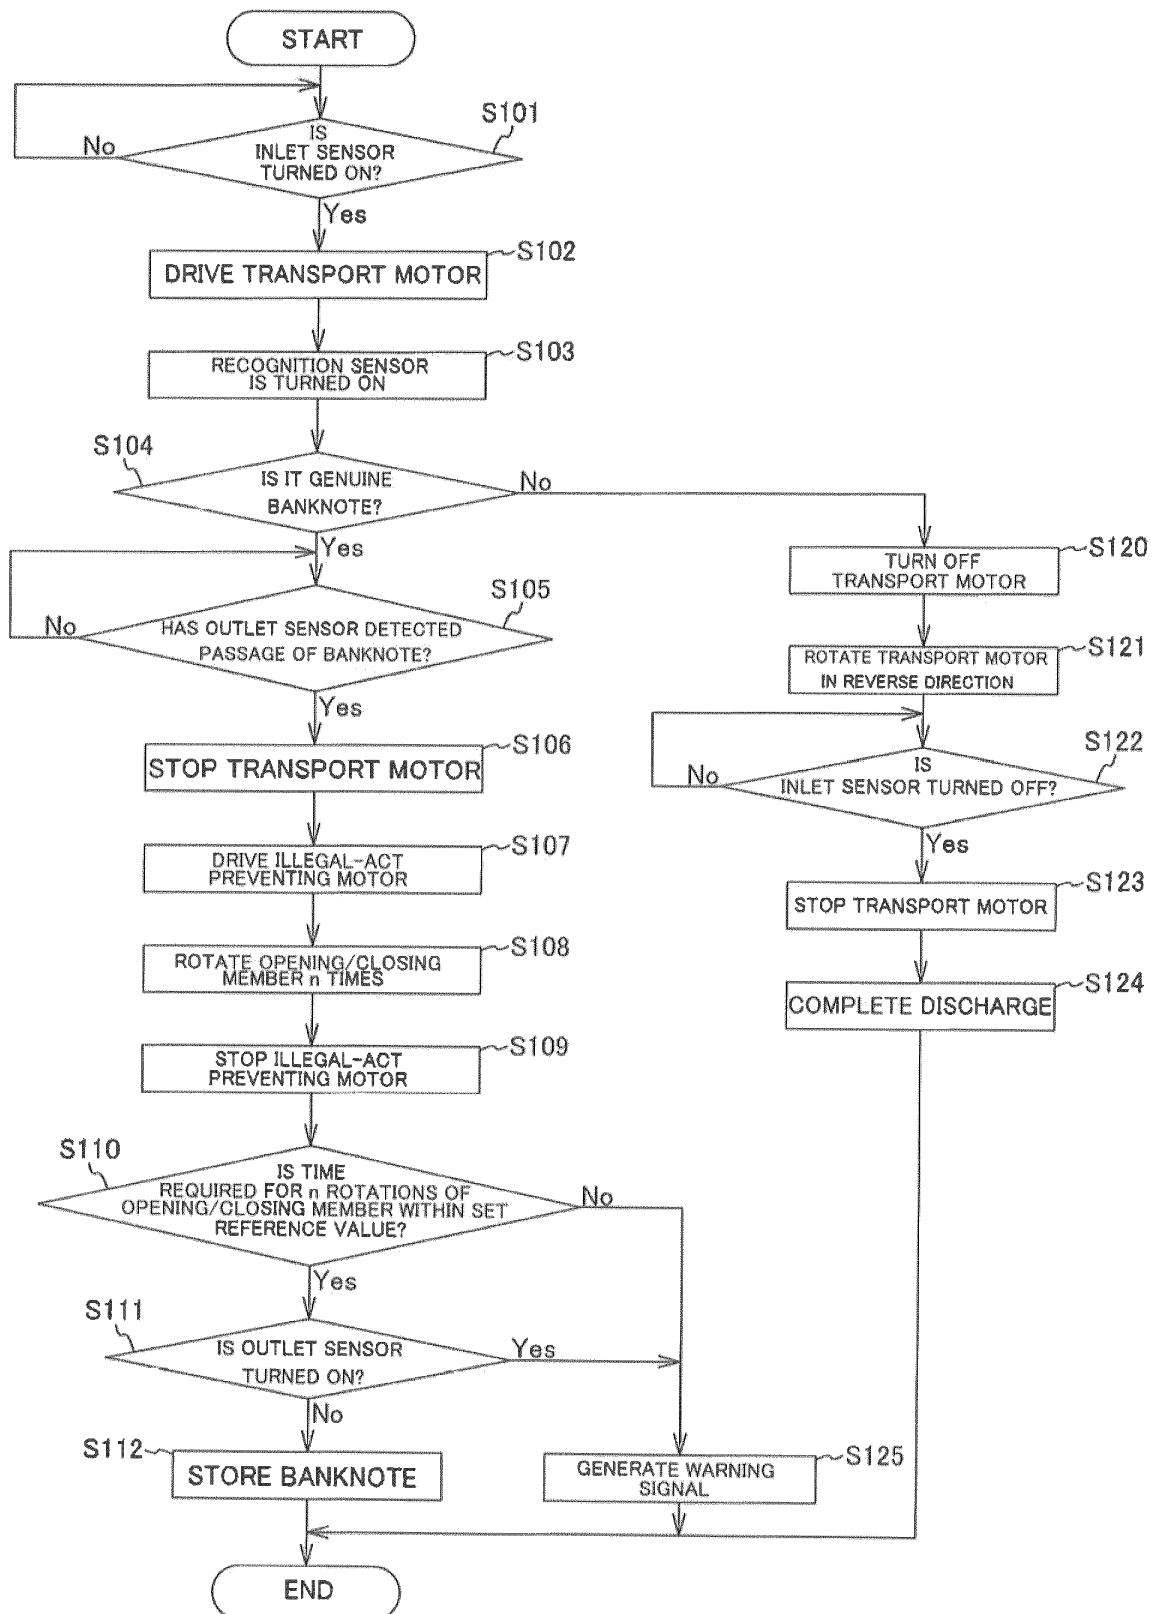 START
S101
IS
INLET SENSOR
TURNED ON?
No
Yes
S102
DRIVE TRANSPORT MOTOR
S103
RECOGNITION SENSOR
IS TURNED ON
S104
IS IT GENUINE
BANKNOTE?
No
Yes
S105
HAS OUTLET SENSOR DETECTED
PASSAGE OF BANKNOTE?
No
Yes
S106
STOP TRANSPORT MOTOR
S107
DRIVE ILLEGAL-ACT
PREVENTING MOTOR
S108
ROTATE OPENING/CLOSING
MEMBER n TIMES
S109
STOP ILLEGAL-ACT
PREVENTING MOTOR
S110
IS TIME
REQUIRED FOR n ROTATIONS OF
OPENING/CLOSING MEMBER WITHIN SET
REFERENCE VALUE?
No
Yes
S111
IS OUTLET SENSOR
TURNED ON?
Yes
No
S112
STORE BANKNOTE
S120
TURN OFF
TRANSPORT MOTOR
S121
ROTATE TRANSPORT MOTOR
IN REVERSE DIRECTION
S122
IS
INLET SENSOR TURNED OFF?
No
Yes
S123
STOP TRANSPORT MOTOR
S124
COMPLETE DISCHARGE
S125
GENERATE WARNING
SIGNAL
END